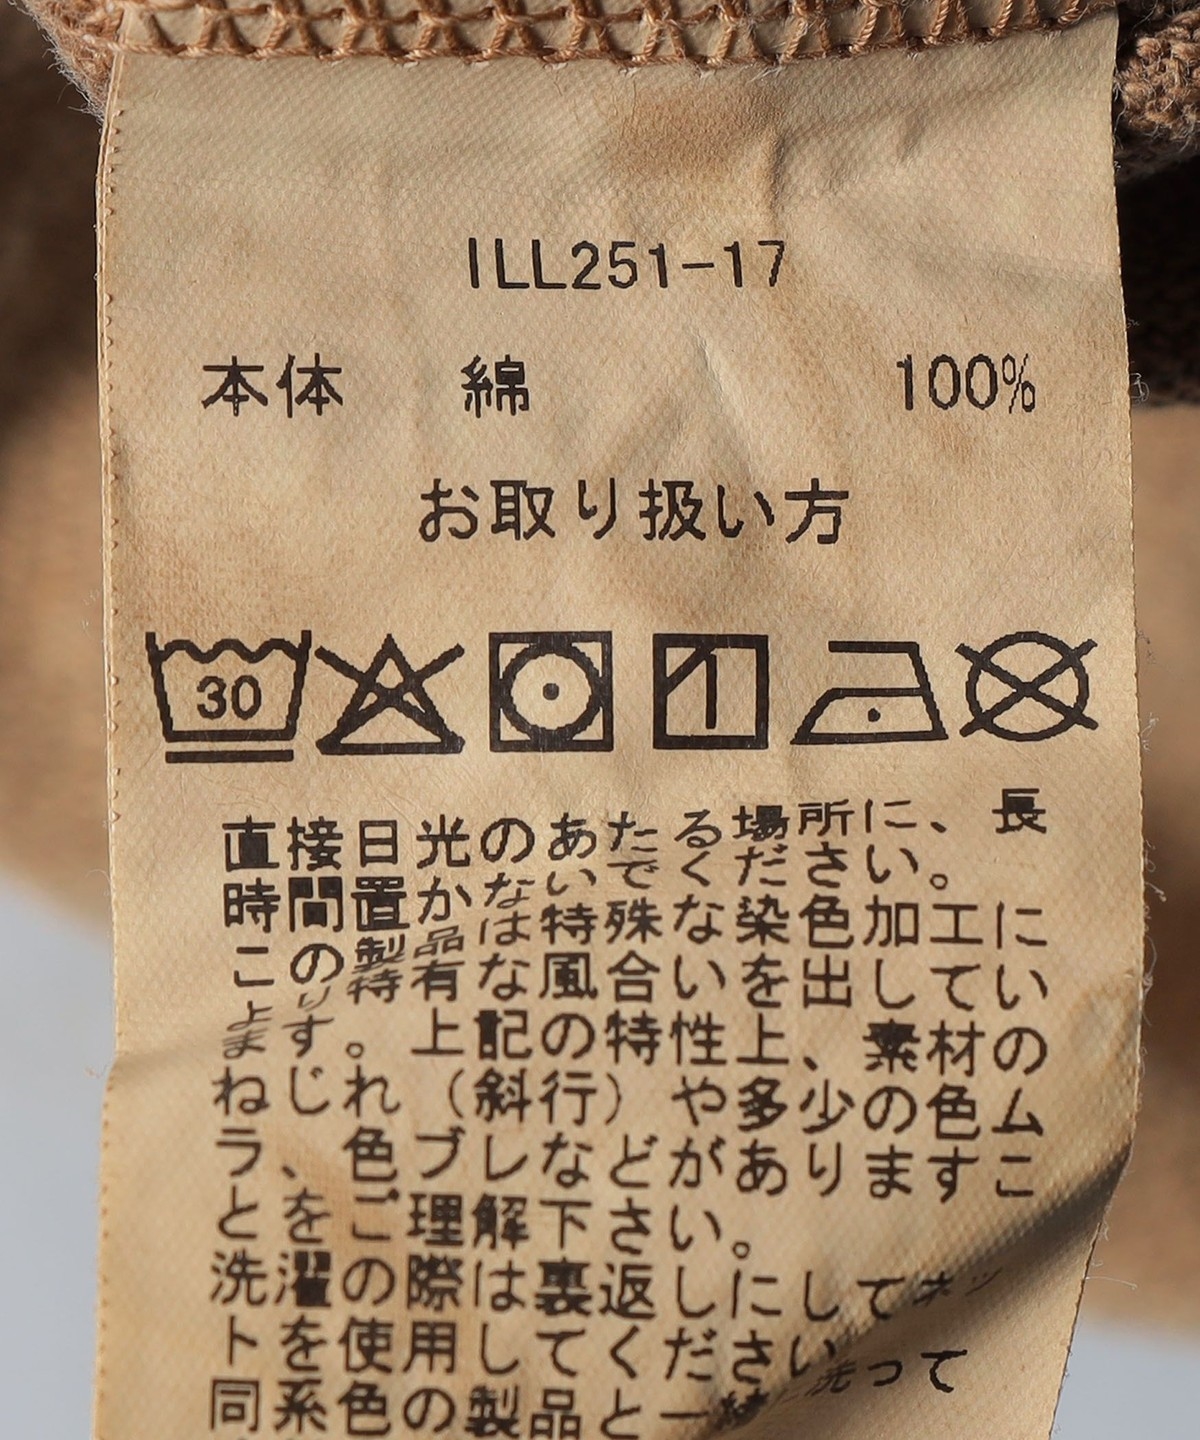 ILL251-17
本体 綿 100%
お取り扱い方
30
直接日光のあたる場所に、長
時間置かないでください。
この製品は特殊な染色加工に
特有な風合いを出してい
ます。上記の特性上、素材の
ねじれ(斜行)や多少の色ム
ラ、色ブレなどがありますこ
とをご理解下さい。
洗濯の際は裏返しにしてネッ
トを使用してください
同系色の製品と一緒に洗って